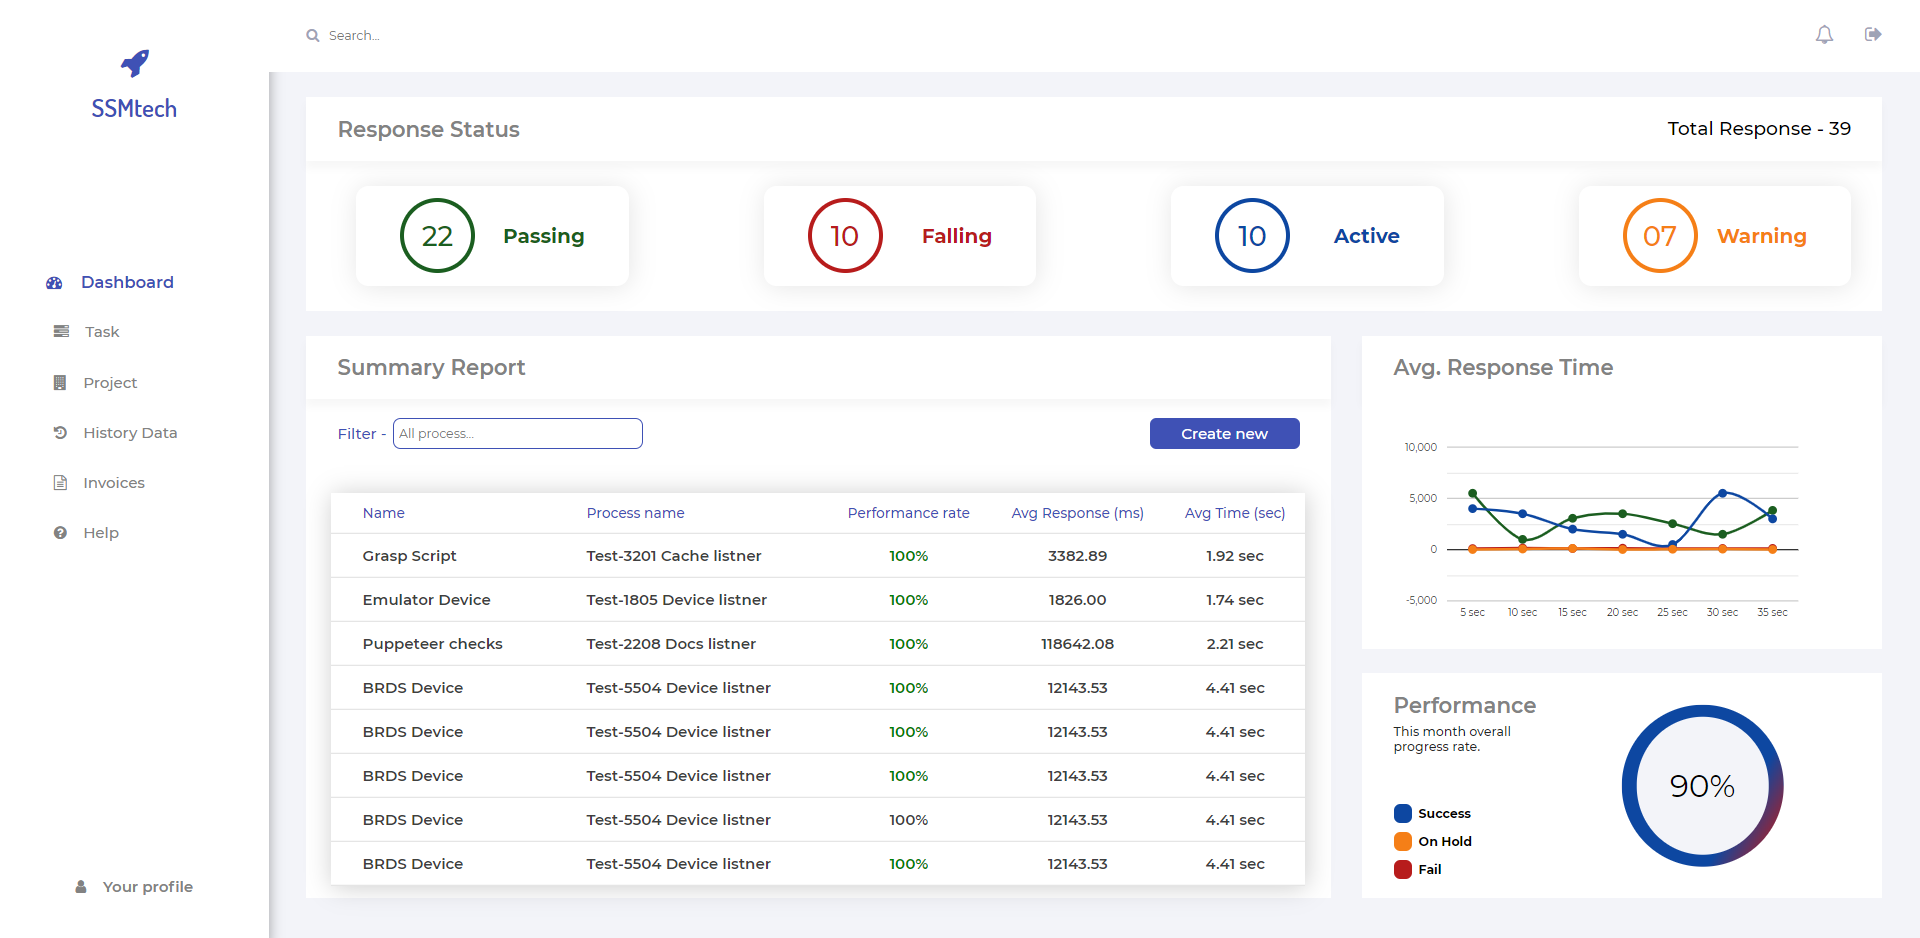 Search...
SSMtech
Dashboard
Task
Project
History Data
Invoices
Help
Your profile
Response Status
Total Response - 39
22 Passing
10 Falling
10 Active
07 Warning
Summary Report
Filter - All process...
Create new
Name Process name Performance rate Avg Response (ms) Avg Time (sec)
Grasp Script Test-3201 Cache listner 100% 3382.89 1.92 sec
Emulator Device Test-1805 Device listner 100% 1826.00 1.74 sec
Puppeteer checks Test-2208 Docs listner 100% 118642.08 2.21 sec
BRDS Device Test-5504 Device listner 100% 12143.53 4.41 sec
BRDS Device Test-5504 Device listner 100% 12143.53 4.41 sec
BRDS Device Test-5504 Device listner 100% 12143.53 4.41 sec
BRDS Device Test-5504 Device listner 100% 12143.53 4.41 sec
BRDS Device Test-5504 Device listner 100% 12143.53 4.41 sec
Avg. Response Time
10,000
5,000
0
-5,000
5 sec 10 sec 15 sec 20 sec 25 sec 30 sec 35 sec
Performance
This month overall
progress rate.
Success
On Hold
Fail
90%